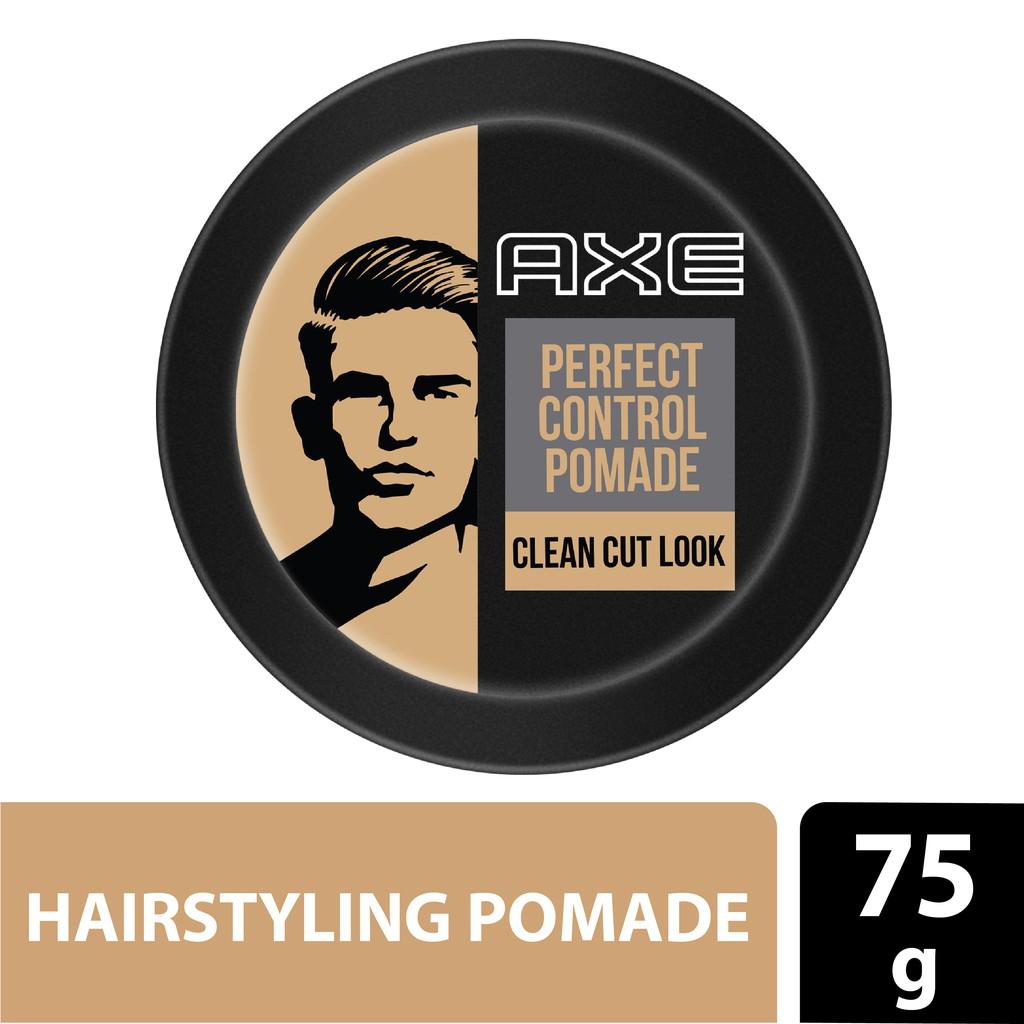 AXE
PERFECT
CONTROL
POMADE
CLEAN CUT LOOK
HAIRSTYLING POMADE
75
g